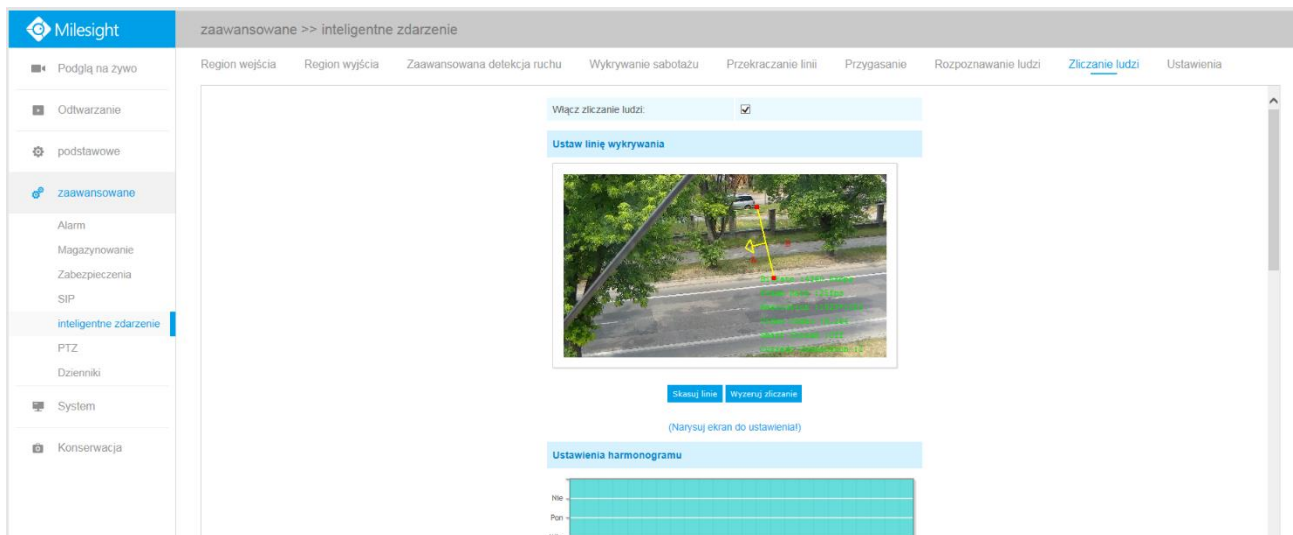 Milesight
zaawansowane >> inteligentne zdarzenie
Podglą na żywo
Odtwarzanie
podstawowe
zaawansowane
Alarm
Magazynowanie
Zabezpieczenia
SIP
inteligentne zdarzenie
PTZ
Dzienniki
System
Konserwacja
Region wejścia Region wyjścia Zaawansowana detekcja ruchu Wykrywanie sabotażu Przekraczanie linii Przygasanie Rozpoznawanie ludzi Zliczanie ludzi Ustawienia
Włącz zliczanie ludzi:
Ustaw linię wykrywania
Skasuj linie Wyzeruj zliczanie
(Narysuj ekran do ustawienia!)
Ustawienia harmonogramu
Nie
Pon